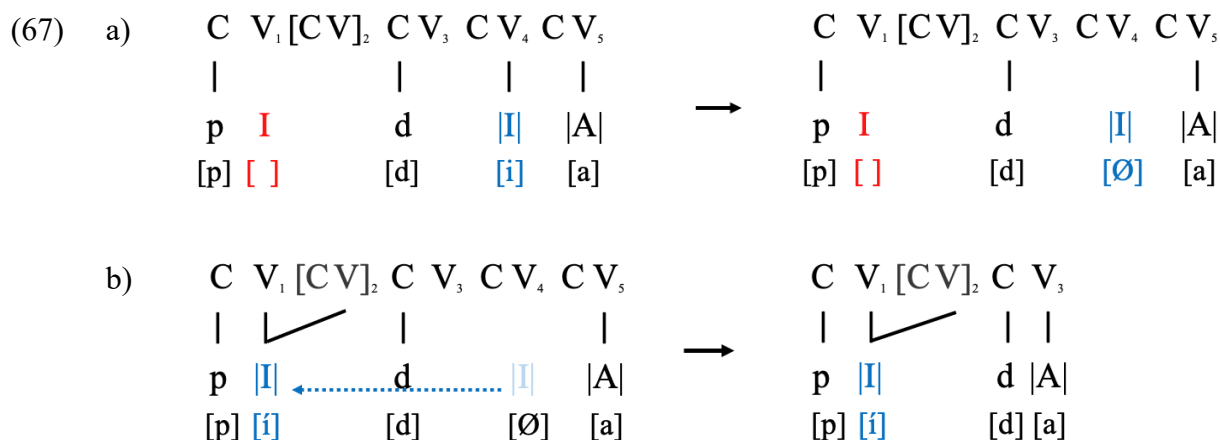 (67) a) C V₁ [C V]₂ C V₃ C V₄ C V₅ → C V₁ [C V]₂ C V₃ C V₄ C V₅
p I d |I| |A| p I d |I| |A|
[p] [ ] [d] [i] [a] [p] [ ] [d] [Ø] [a]
b) C V₁ [C V]₂ C V₃ C V₄ C V₅ → C V₁ [C V]₂ C V₃
p |I| d |I| |A| p |I| d |A|
[p] [í] [d] [Ø] [a] [p] [í] [d] [a]